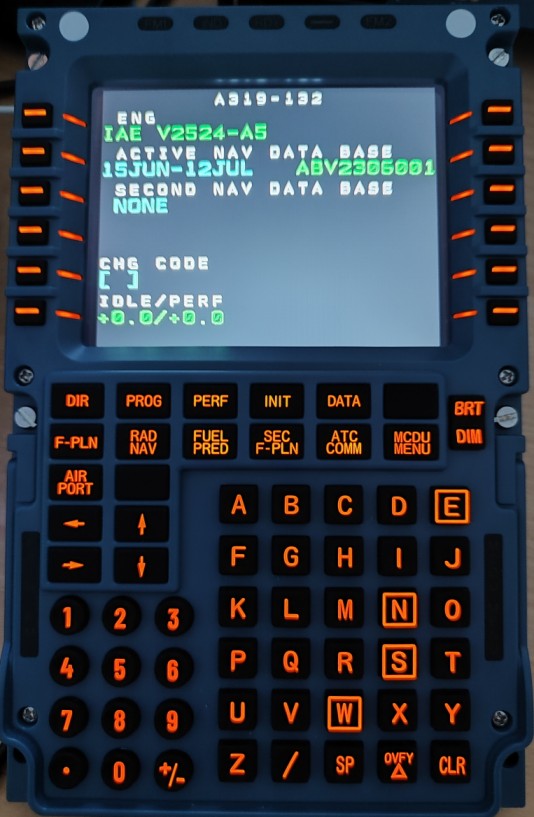 A319-132
ENG
IAE V2524-A5
ACTIVE NAV DATA BASE
15JUN-12JUL ABV2305001
SECOND NAV DATA BASE
NONE
CHG CODE
[ ]
IDLE/PERF
+0.0/+0.0
DIR PROG PERF INIT DATA
BRT
DIM
F-PLN RAD NAV FUEL PRED SEC F-PLN ATC COMM MCDU MENU
AIR PORT
← ↑
→ ↓
A B C D E
F G H I J
K L M N O
P Q R S T
U V W X Y
Z / SP OVFY △ CLR
1 2 3
4 5 6
7 8 9
. 0 +/-